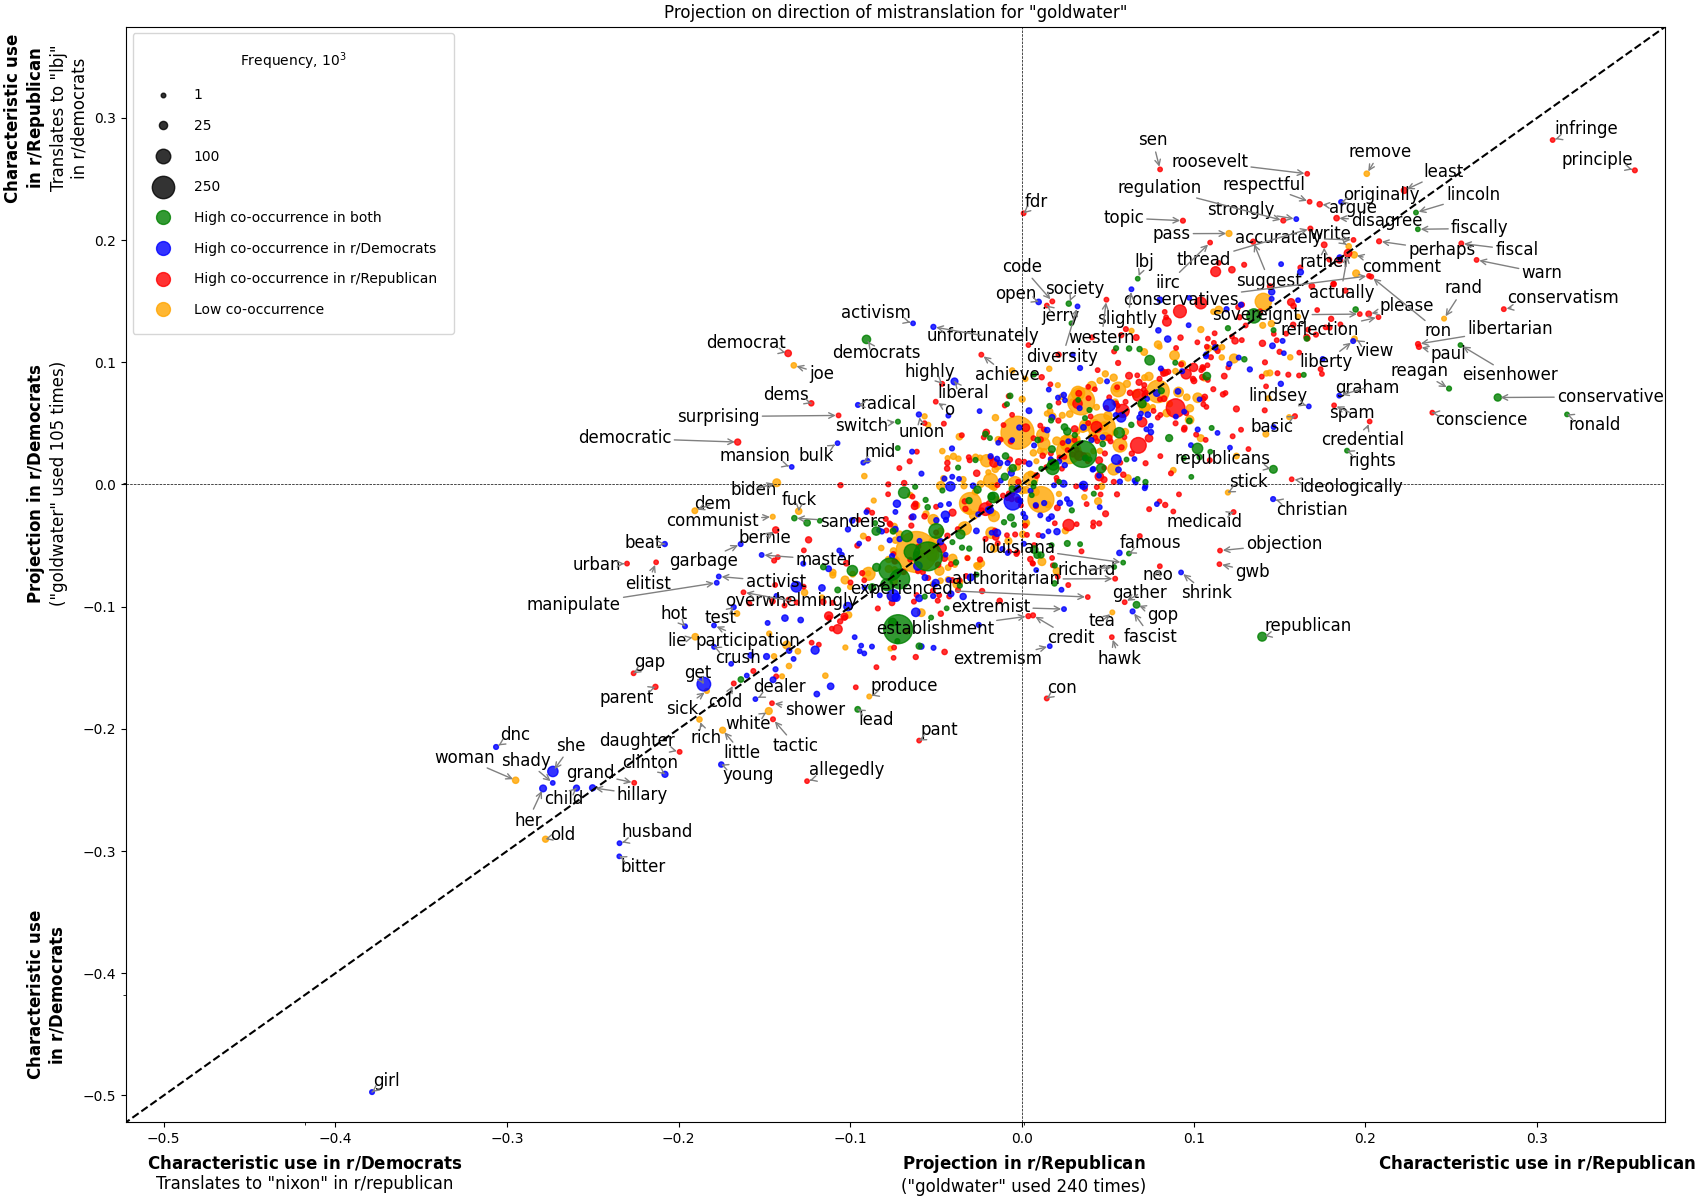 Projection on direction of mistranslation for "goldwater"
Characteristic use
in r/Republican
Translates to "lbj"
in r/democrats
Projection in r/Democrats
("goldwater" used 105 times)
Characteristic use
in r/Democrats
Frequency, 10^3
1
25
100
250
High co-occurrence in both
High co-occurrence in r/Democrats
High co-occurrence in r/Republican
Low co-occurrence
0.3
0.2
0.1
0.0
−0.1
−0.2
−0.3
−0.4
−0.5
infringe
sen
principle
roosevelt
remove
least
regulation
respectful
originally
lincoln
fdr
strongly
argue
topic
disagree
fiscally
pass
accurately
write
perhaps
fiscal
thread
lbj
rather
comment
warn
code
iirc
suggest
society
open
conservatives
actually
rand
conservatism
activism
jerry
slightly
sovereignty
please
reflection
unfortunately
western
ron
libertarian
democrat
democrats
diversity
view
paul
joe
highly
achieve
liberty
reagan
eisenhower
dems
radical
liberal
lindsey
graham
conservative
surprising
o
spam
conscience
ronald
switch
union
basic
democratic
credential
mansion
bulk
mid
republicans
rights
biden
stick
ideologically
dem
fuck
christian
communist
sanders
medicaid
beat
bernie
louisiana
famous
objection
garbage
master
urban
richard
neo
gwb
elitist
activist
authoritarian
experienced
gather
shrink
manipulate
overwhelmingly
extremist
hot
test
tea
gop
establishment
republican
lie
participation
credit
fascist
crush
extremism
hawk
gap
get
dealer
produce
con
parent
sick
cold
shower
lead
white
rich
pant
dnc
daughter
little
tactic
she
woman
shady
clinton
grand
young
allegedly
child
hillary
her
old
husband
bitter
girl
−0.5
−0.4
−0.3
−0.2
−0.1
0.0
0.1
0.2
0.3
Characteristic use in r/Democrats
Translates to "nixon" in r/republican
Projection in r/Republican
("goldwater" used 240 times)
Characteristic use in r/Republican